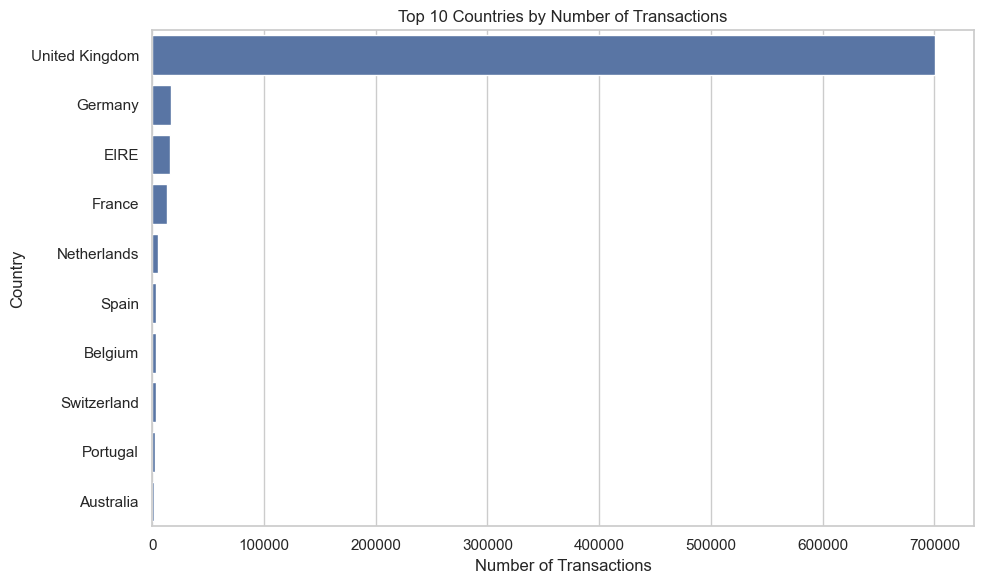 Top 10 Countries by Number of Transactions
Country
United Kingdom
Germany
EIRE
France
Netherlands
Spain
Belgium
Switzerland
Portugal
Australia
0 100000 200000 300000 400000 500000 600000 700000
Number of Transactions